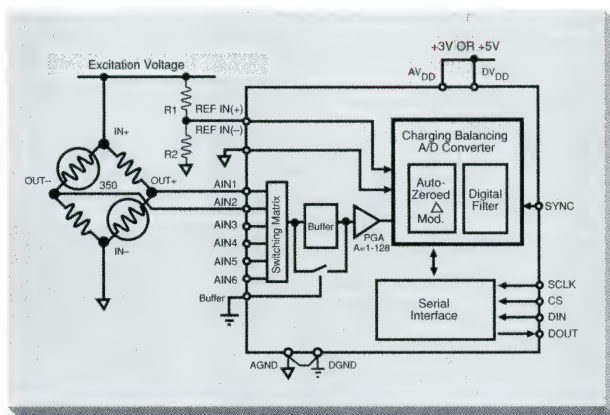 +3V OR +5V
Excitation Voltage
AVDD
DVDD
R1
REF IN(+)
REF IN(–)
R2
IN+
OUT–
350
OUT+
IN–
AIN1
AIN2
AIN3
AIN4
AIN5
AIN6
Buffer
Switching Matrix
Buffer
PGA
A=1-128
Charging Balancing
A/D Converter
Auto-
Zeroed
△
Mod.
Digital
Filter
SYNC
Serial
Interface
SCLK
CS
DIN
DOUT
AGND
DGND